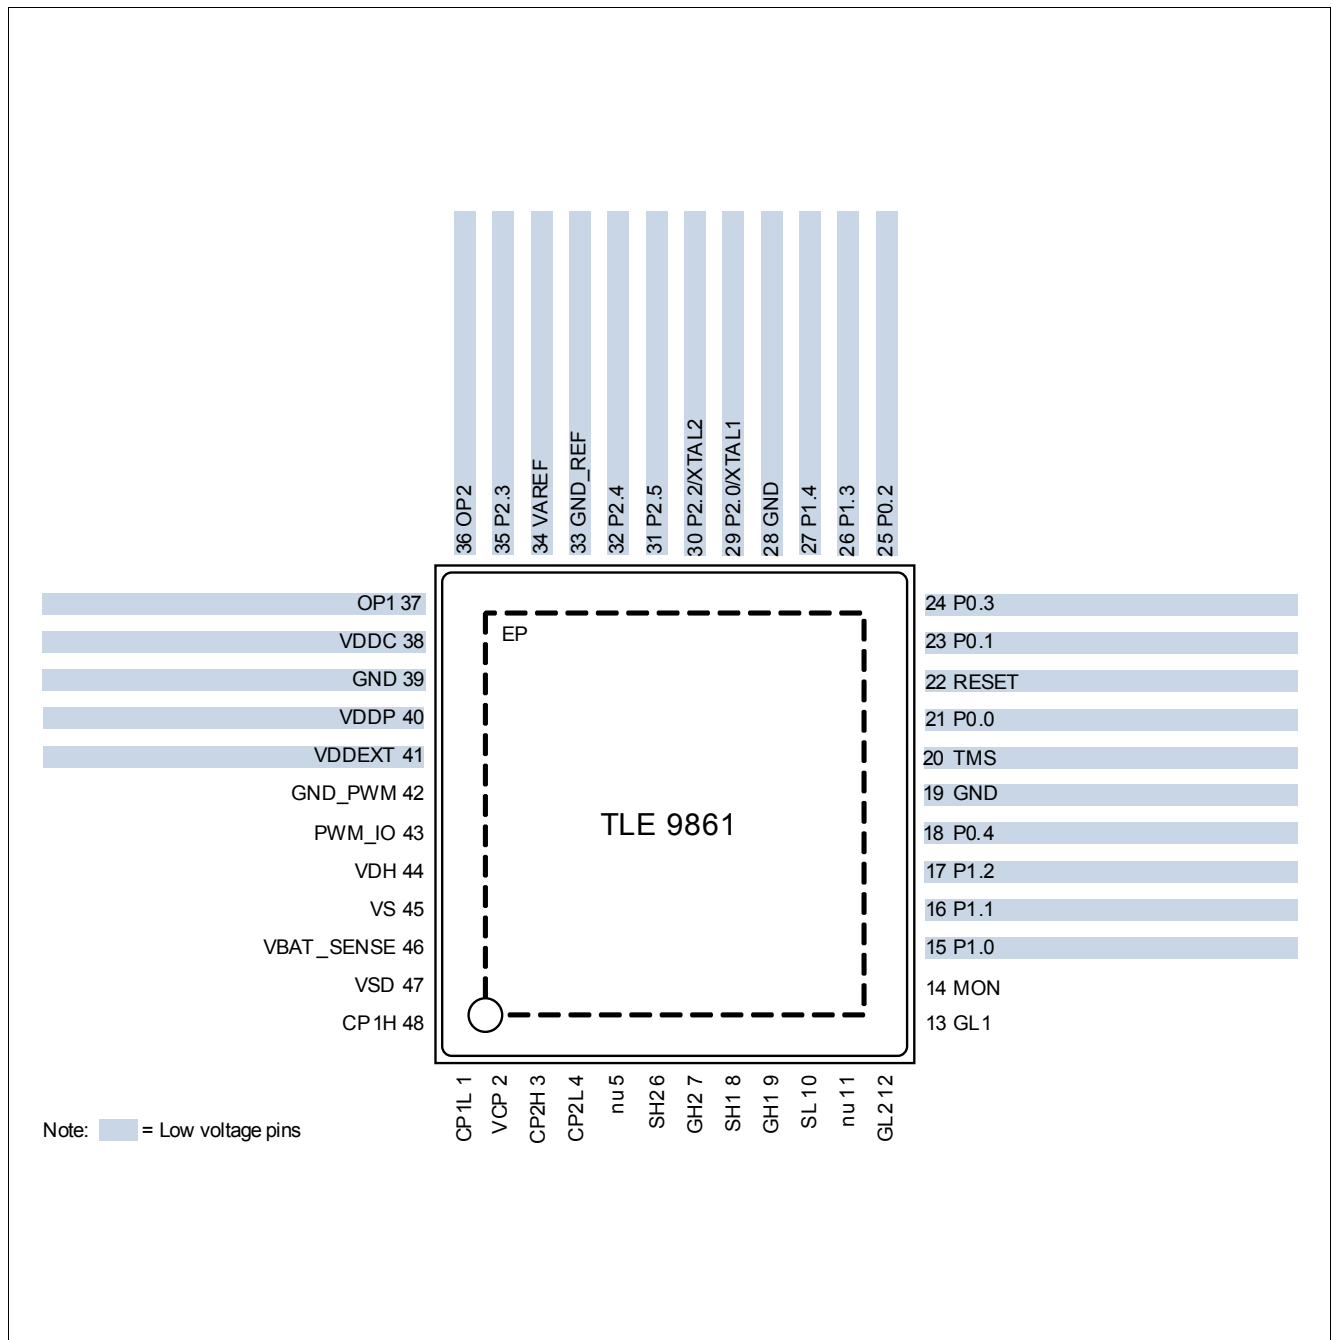 36 OP2
35 P2.3
34 VAREF
33 GND_REF
32 P2.4
31 P2.5
30 P2.2/XTAL2
29 P2.0/XTAL1
28 GND
27 P1.4
26 P1.3
25 P0.2
OP1 37
VDDC 38
GND 39
VDDP 40
VDDEXT 41
GND_PWM 42
PWM_IO 43
VDH 44
VS 45
VBAT_SENSE 46
VSD 47
CP1H 48
EP
TLE 9861
24 P0.3
23 P0.1
22 RESET
21 P0.0
20 TMS
19 GND
18 P0.4
17 P1.2
16 P1.1
15 P1.0
14 MON
13 GL1
CP1L 1
VCP 2
CP2H 3
CP2L 4
nu 5
SH2 6
GH2 7
SH1 8
GH1 9
SL 10
nu 11
GL2 12
Note: = Low voltage pins